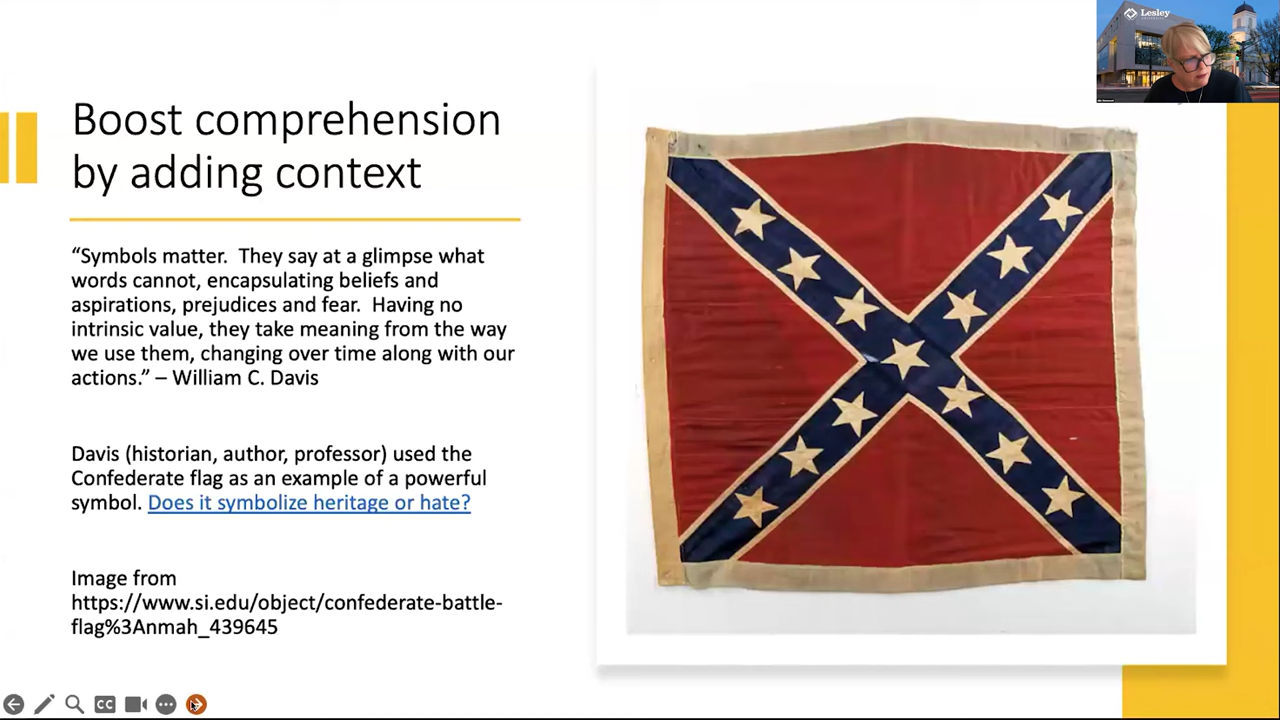 Lesley
UNIVERSITY
Boost comprehension
by adding context
“Symbols matter.  They say at a glimpse what
words cannot, encapsulating beliefs and
aspirations, prejudices and fear.  Having no
intrinsic value, they take meaning from the way
we use them, changing over time along with our
actions.” – William C. Davis
Davis (historian, author, professor) used the
Confederate flag as an example of a powerful
symbol. Does it symbolize heritage or hate?
Image from
https://www.si.edu/object/confederate-battle-
flag%3Anmah_439645
CC